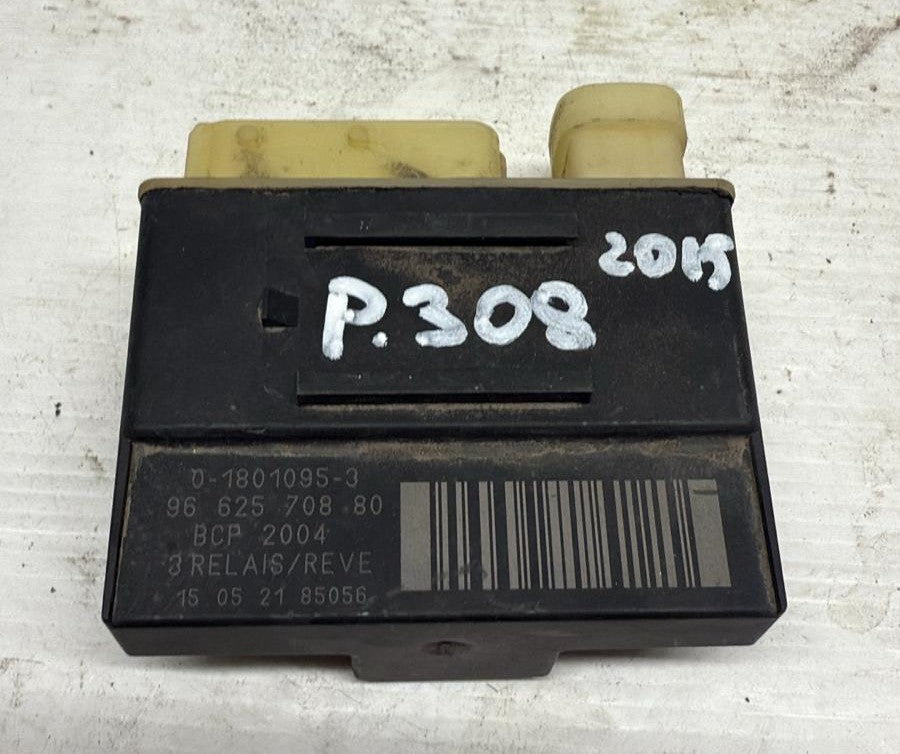 2015
P.308
0-1801095-3
96 625 708 80
BCP 2004
3 RELAIS/REVE
15 05 21 85056